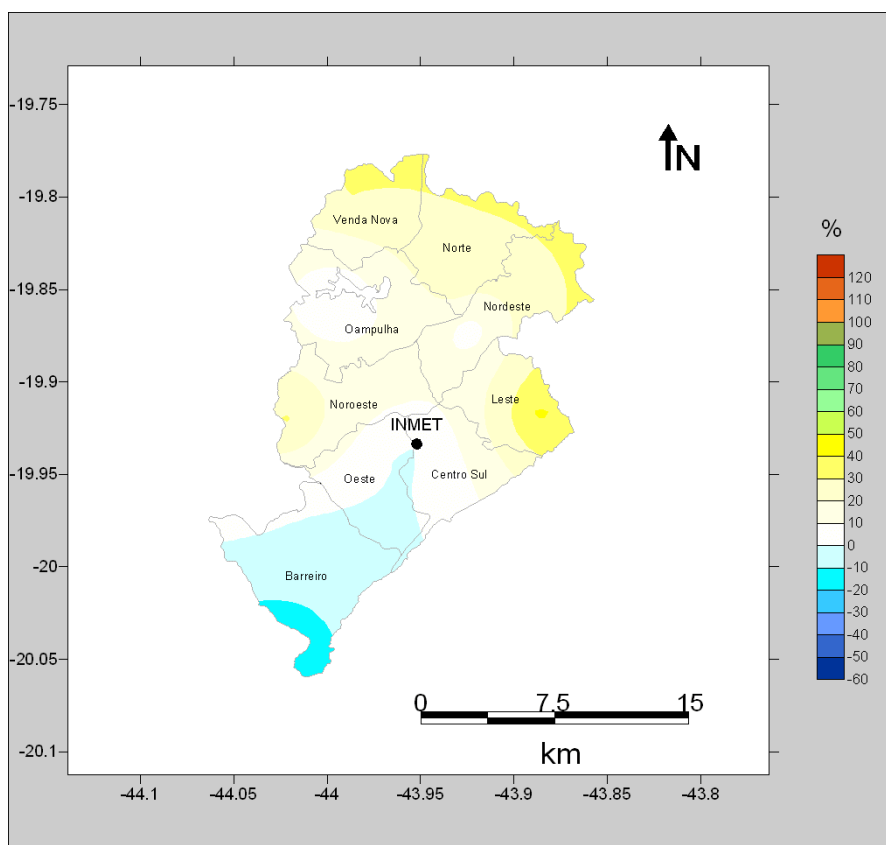 N
-19.75
-19.8
-19.85
-19.9
-19.95
-20
-20.05
-20.1
-44.1
-44.05
-44
-43.95
-43.9
-43.85
-43.8
Venda Nova
Norte
Nordeste
Oampulha
Noroeste
Leste
INMET
Oeste
Centro Sul
Barreiro
0 7.5 15
km
%
120
110
100
90
80
70
60
50
40
30
20
10
0
-10
-20
-30
-40
-50
-60